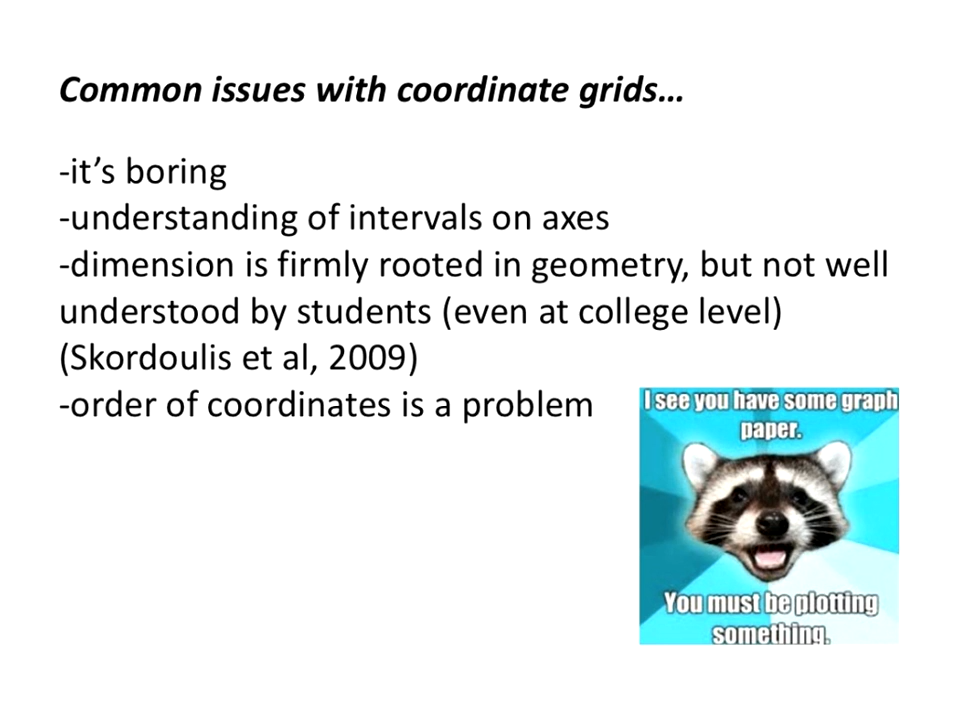 Common issues with coordinate grids…
-it’s boring
-understanding of intervals on axes
-dimension is firmly rooted in geometry, but not well
understood by students (even at college level)
(Skordoulis et al, 2009)
-order of coordinates is a problem
I see you have some graph
paper.
You must be plotting
something.